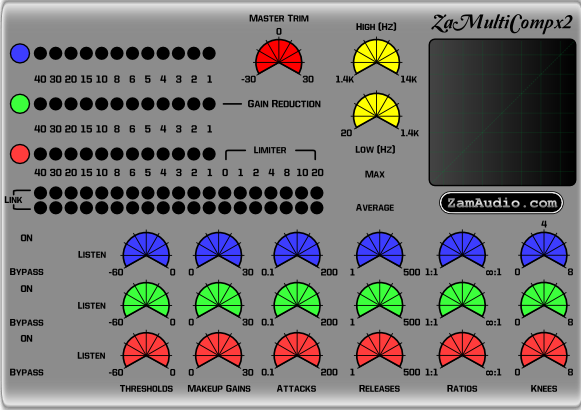 MASTER TRIM
ZaMultiCompx2
0
HIGH (HZ)
-30 30
1.4K 14K
40 30 20 15 10 8 6 5 4 3 2 1
GAIN REDUCTION
40 30 20 15 10 8 6 5 4 3 2 1
20 1.4K
LIMITER
LOW (HZ)
40 30 20 15 10 8 6 5 4 3 2 1 0 1 2 4 6 8 10 20
MAX
LINK
ZamAudio.com
AVERAGE
4
ON
LISTEN
BYPASS -60 0 0 30 0.1 200 1 500 1:1 ∞:1 0 8
ON
LISTEN
BYPASS -60 0 0 30 0.1 200 1 500 1:1 ∞:1 0 8
ON
LISTEN
BYPASS -60 0 0 30 0.1 200 1 500 1:1 ∞:1 0 8
THRESHOLDS MAKEUP GAINS ATTACKS RELEASES RATIOS KNEES